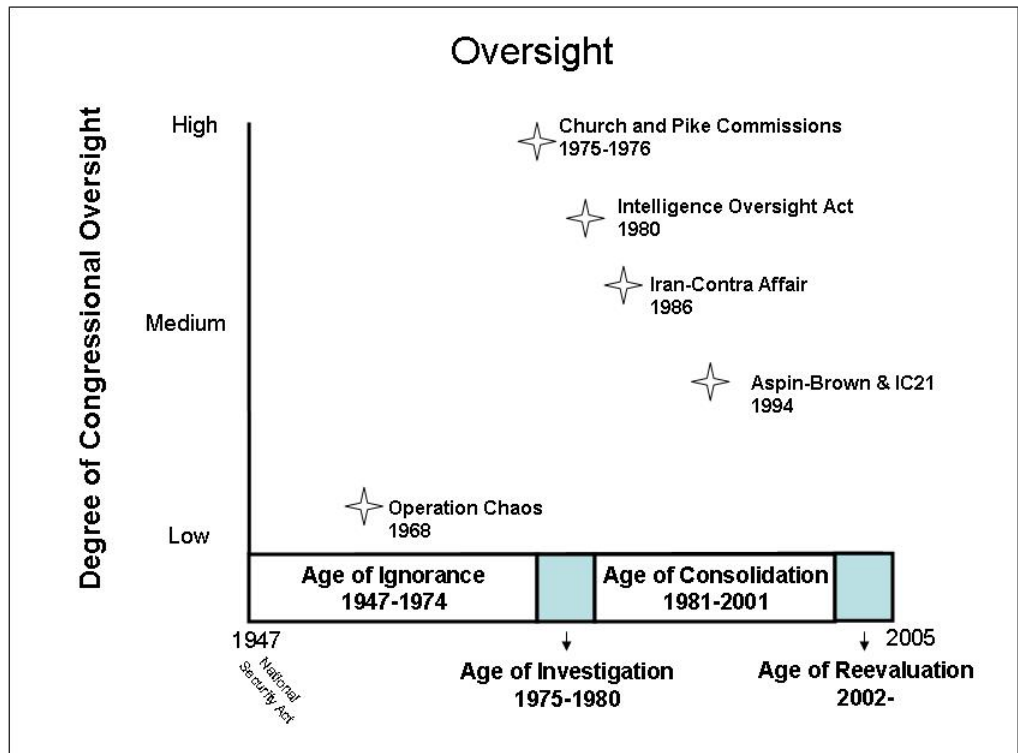 Oversight
Degree of Congressional Oversight
High
Church and Pike Commissions
1975-1976
Intelligence Oversight Act
1980
Iran-Contra Affair
1986
Medium
Aspin-Brown & IC21
1994
Operation Chaos
1968
Low
Age of Ignorance
1947-1974
Age of Consolidation
1981-2001
1947
2005
National
Security Act
Age of Investigation
1975-1980
Age of Reevaluation
2002-